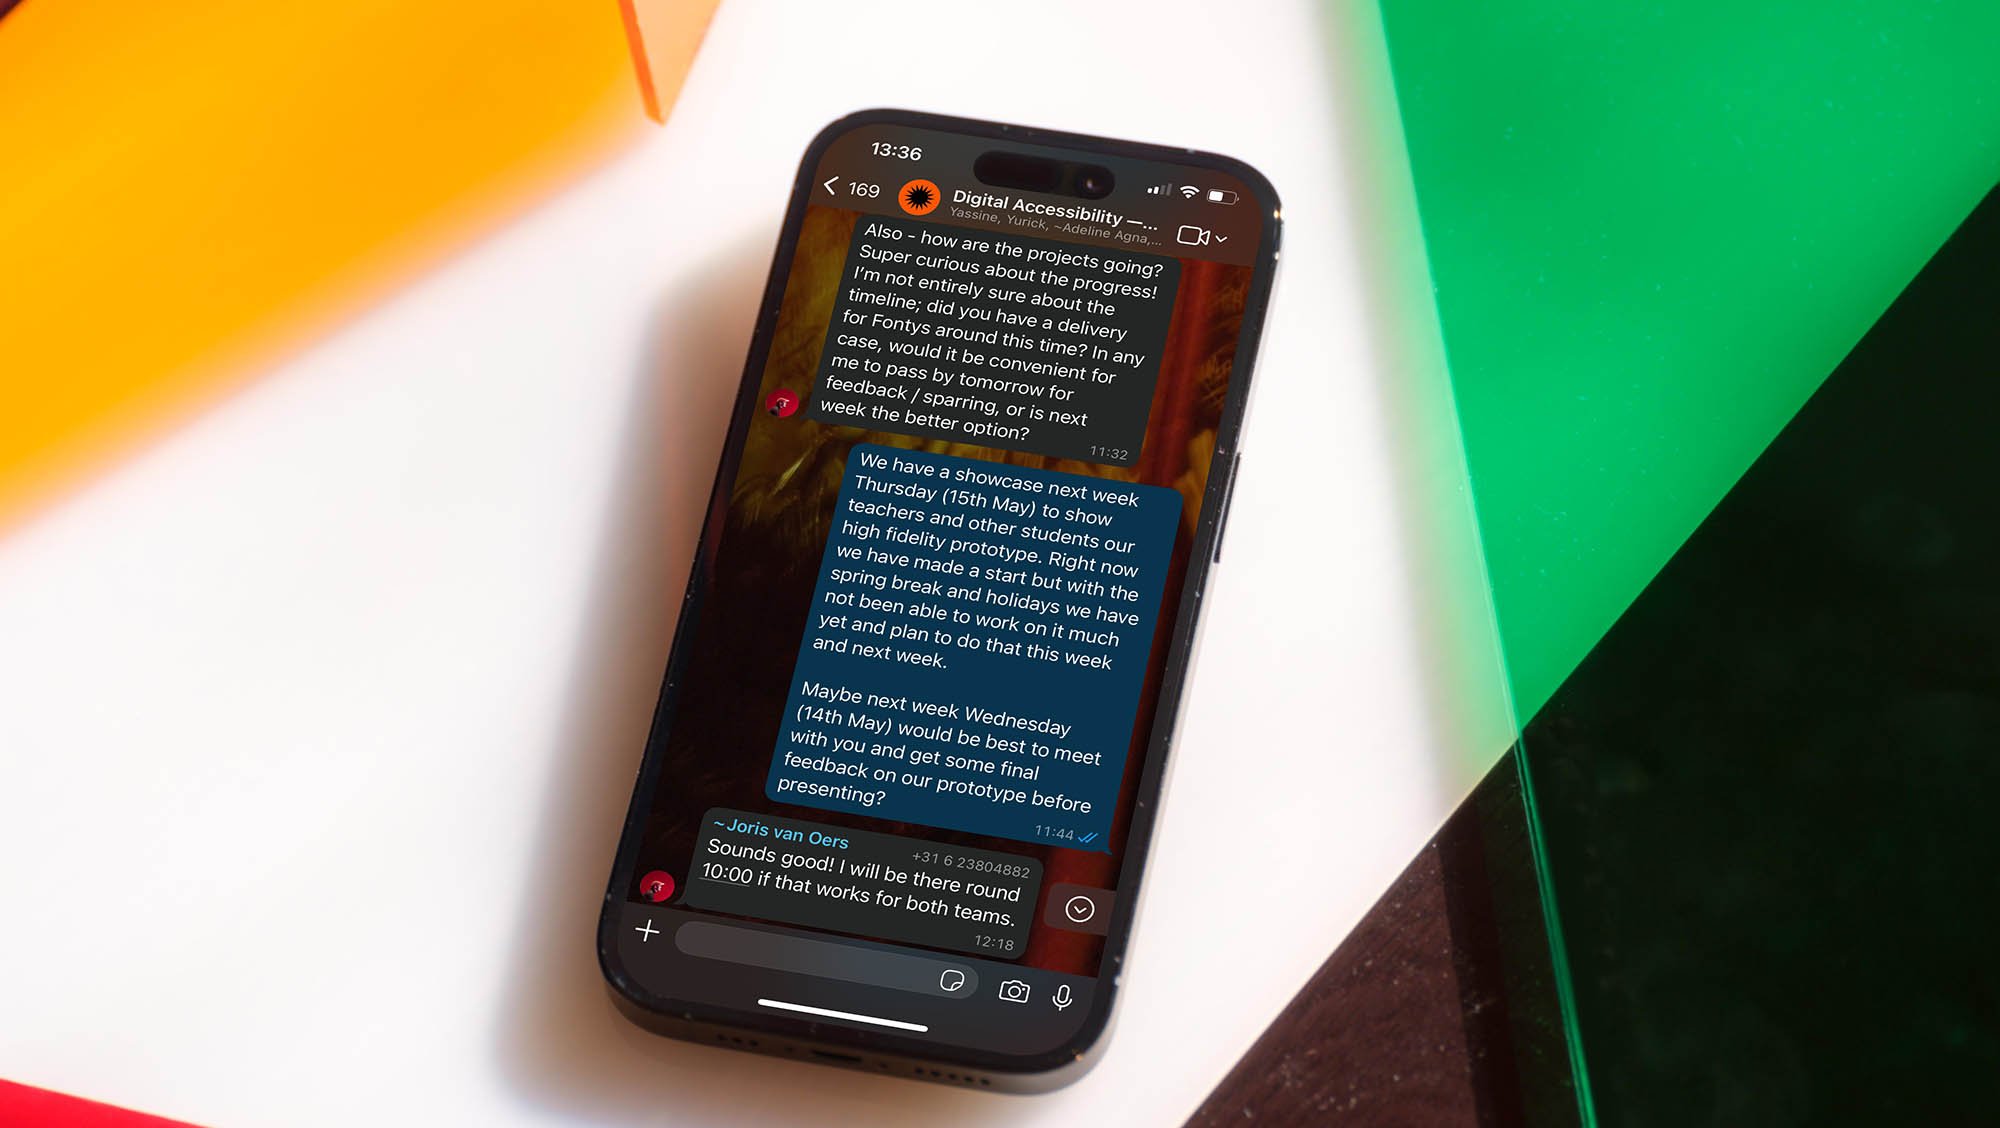 13:36
169
Digital Accessibility —...
Yassine, Yurick, ~Adeline Agna,...
Also - how are the projects going?
Super curious about the progress!
I'm not entirely sure about the
timeline; did you have a delivery
for Fontys around this time? In any
case, would it be convenient for
me to pass by tomorrow for
feedback / sparring, or is next
week the better option?
11:32
We have a showcase next week
Thursday (15th May) to show
teachers and other students our
high fidelity prototype. Right now
we have made a start but with the
spring break and holidays we have
not been able to work on it much
yet and plan to do that this week
and next week.
Maybe next week Wednesday
(14th May) would be best to meet
with you and get some final
feedback on our prototype before
presenting?
11:44
~Joris van Oers
+31 6 23804882
Sounds good! I will be there round
10:00 if that works for both teams.
12:18